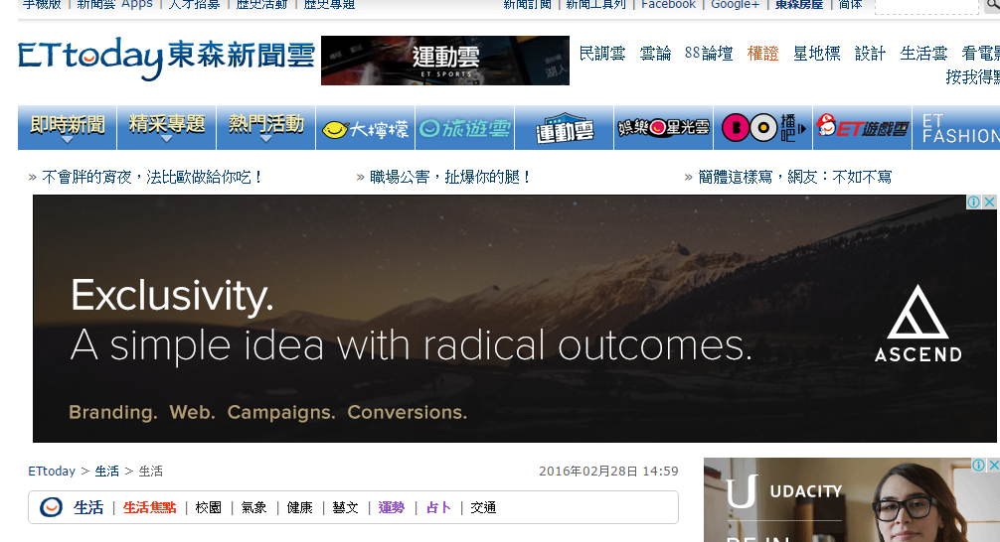 手機版 | 新聞雲 Apps | 人才招募 | 歷史活動 | 歷史專題
新聞訂閱 | 新聞工具列 | Facebook | Google+ | 東森房屋 | 简体
ETtoday東森新聞雲
運動雲
ET SPORTS
民調雲 雲論 88論壇 權證 星地標 設計 生活雲 看電影
按我得點
即時新聞 精采專題 熱門活動 大檸檬 旅遊雲 運動雲 娛樂星光雲 BO播吧 ET遊戲雲 ET FASHION
» 不會胖的宵夜，法比歐做給你吃！ » 職場公害，扯爆你的腿！ » 簡體這樣寫，網友：不如不寫
Exclusivity.
A simple idea with radical outcomes.
ASCEND
Branding. Web. Campaigns. Conversions.
ETtoday > 生活 > 生活
2016年02月28日 14:59
生活 | 生活焦點 | 校園 | 氣象 | 健康 | 藝文 | 運勢 | 占卜 | 交通
U UDACITY
BE IN